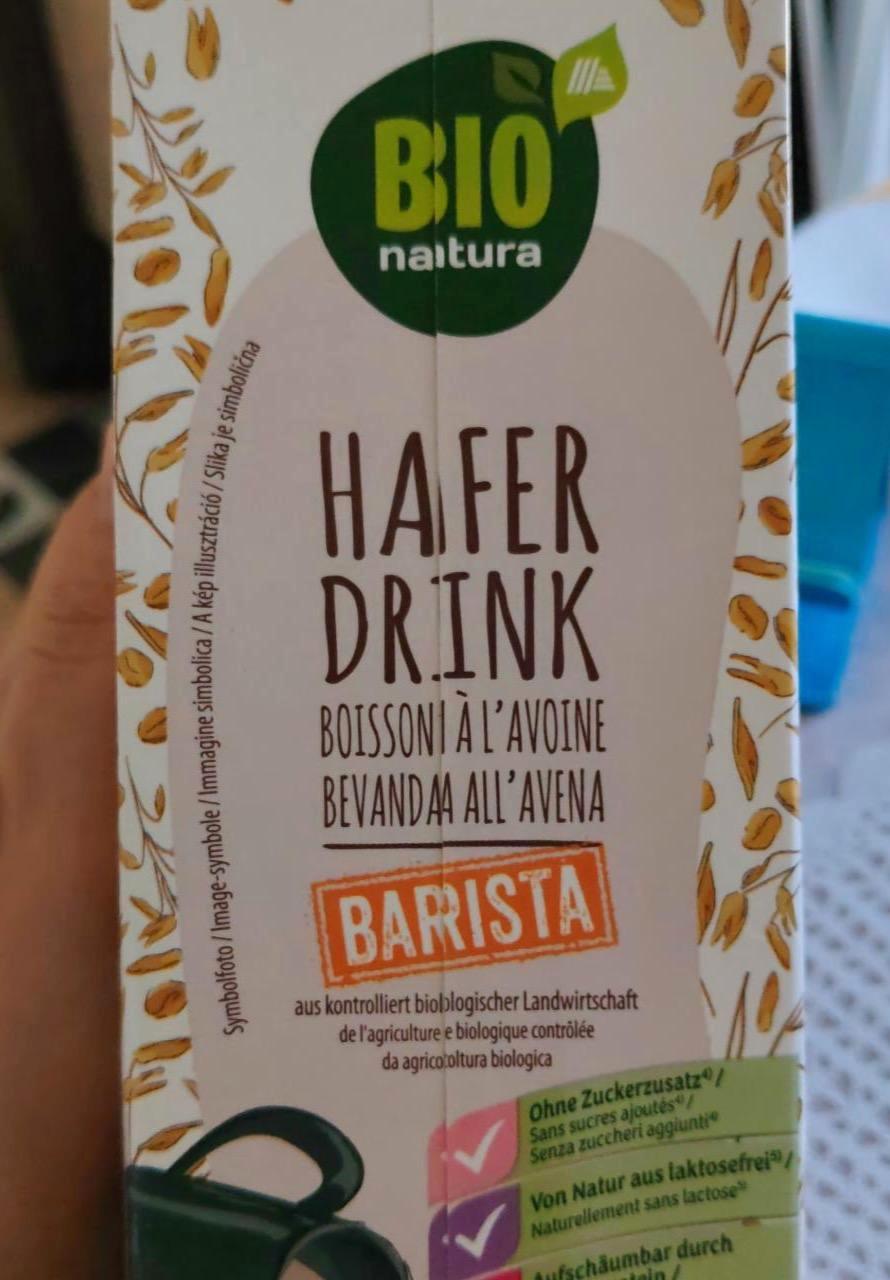 BIO
natura
HAFER
DRINK
BOISSON À L'AVOINE
BEVANDA ALL'AVENA
BARISTA
aus kontrolliert biologischer Landwirtschaft
de l'agriculture biologique contrôlée
da agricoltura biologica
Symbolfoto / Image-symbole / Immagine simbolica / A kép illusztráció / Slika je simbolična
Ohne Zuckerzusatz⁴⁾ /
Sans sucres ajoutés⁴⁾ /
Senza zuccheri aggiunti⁴⁾
Von Natur aus laktosefrei⁵⁾ /
Naturellement sans lactose⁵⁾
Aufschäumbar durch